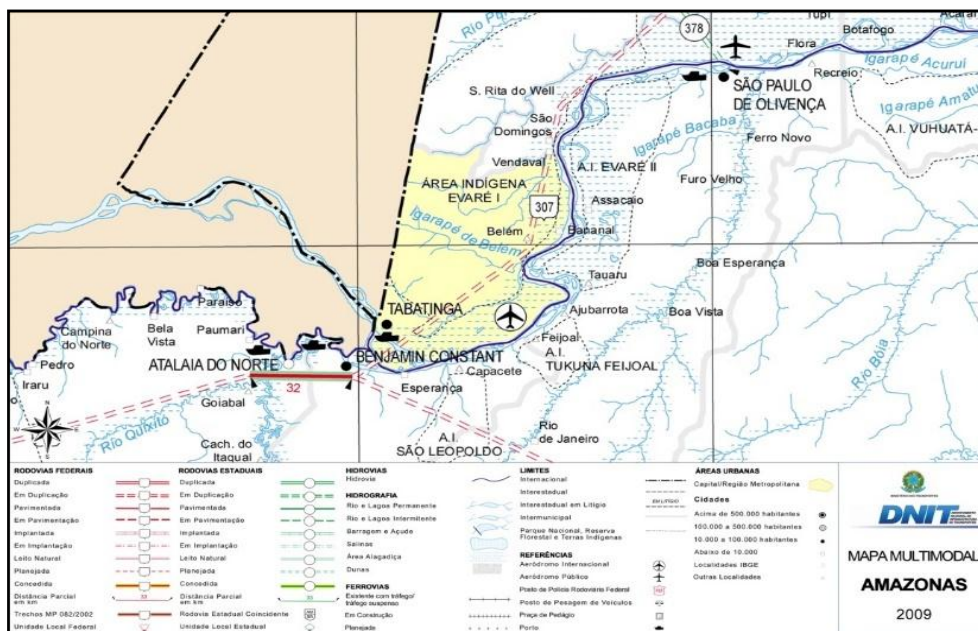 378
Tupi
Botafogo
Flora
Igarapé Acuruí
Recreio
SÃO PAULO
DE OLIVENÇA
S. Rita do Well
São
Domingos
Igarapé Bacaba
Ferro Novo
A.I. VUHUATÁ-
Vendaval
A.I. EVARÉ II
Furo Velho
ÁREA INDÍGENA
EVARÉ I
307
Assacaio
Igarapé de Belém
Belém
Bananal
Boa Esperança
Tauaru
TABATINGA
Ajubarrota
Boa Vista
Paraiso
Campina
do Norte
Bela
Vista
Paumari
Feijoal
A.I.
TUKUNA FEIJOAL
Pedro
ATALAIA DO NORTE
BENJAMIN CONSTANT
Capacete
Esperança
Iraru
32
Goiabal
Rio Bóia
Rio Quixito
Cach. do
Itaqual
A.I.
SÃO LEOPOLDO
Rio
de Janeiro
RODOVIAS FEDERAIS
Duplicada
Em Duplicação
Pavimentada
Em Pavimentação
Implantada
Em Implantação
Leito Natural
Planejada
Concedida
Distância Parcial
em km
Trechos MP 082/2002
Unidade Local Federal
RODOVIAS ESTADUAIS
Duplicada
Em Duplicação
Pavimentada
Em Pavimentação
Implantada
Em Implantação
Leito Natural
Planejada
Concedida
Distância Parcial
em km
Rodovia Estadual Coincidente
Unidade Local Estadual
HIDROVIAS
Hidrovia
HIDROGRAFIA
Rio e Lagoa Permanente
Rio e Lagoa Intermitente
Barragem e Açude
Salinas
Área Alagadiça
Dunas
FERROVIAS
Existente com tráfego/
tráfego suspenso
Em Construção
Planejada
LIMITES
Internacional
Interestadual
Interestadual em Litígio
Intermunicipal
Parque Nacional, Reserva
Florestal e Terras Indígenas
REFERÊNCIAS
Aeródromo Internacional
Aeródromo Público
Posto de Polícia Rodoviária Federal
Posto de Pesagem de Veículos
Praça de Pedágio
Porto
EM LITÍGIO
ÁREAS URBANAS
Capital/Região Metropolitana
Cidades
Acima de 500.000 habitantes
100.000 a 500.000 habitantes
10.000 a 100.000 habitantes
Abaixo de 10.000
Localidades IBGE
Outras Localidades
DNIT
MAPA MULTIMODAL
AMAZONAS
2009